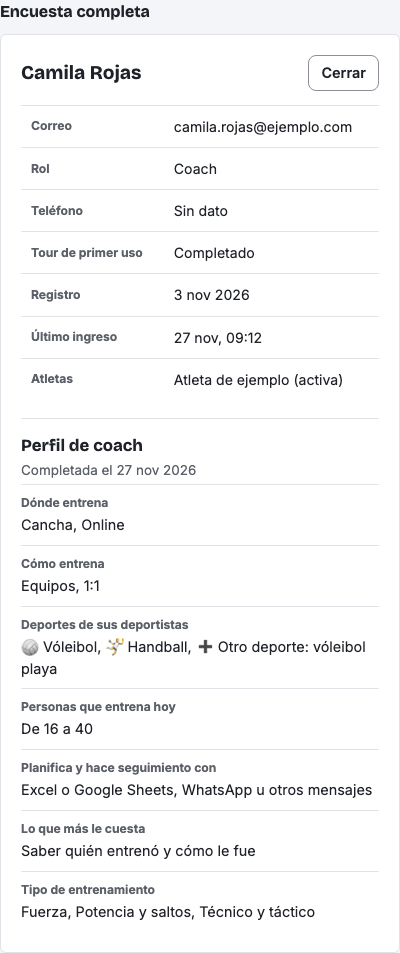 Encuesta completa
Camila Rojas
Cerrar
Correo
camila.rojas@ejemplo.com
Rol
Coach
Teléfono
Sin dato
Tour de primer uso
Completado
Registro
3 nov 2026
Último ingreso
27 nov, 09:12
Atletas
Atleta de ejemplo (activa)
Perfil de coach
Completada el 27 nov 2026
Dónde entrena
Cancha, Online
Cómo entrena
Equipos, 1:1
Deportes de sus deportistas
🏐 Vóleibol, 🤾 Handball, ➕ Otro deporte: vóleibol
playa
Personas que entrena hoy
De 16 a 40
Planifica y hace seguimiento con
Excel o Google Sheets, WhatsApp u otros mensajes
Lo que más le cuesta
Saber quién entrenó y cómo le fue
Tipo de entrenamiento
Fuerza, Potencia y saltos, Técnico y táctico